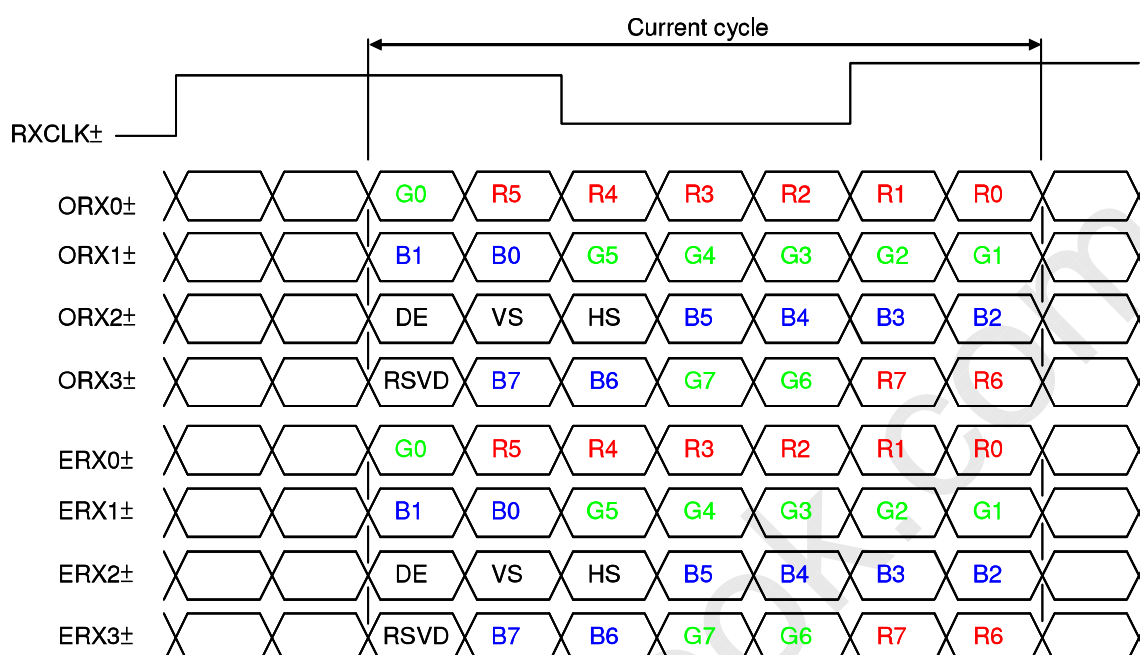 Current cycle
RXCLK±
ORX0± G0 R5 R4 R3 R2 R1 R0
ORX1± B1 B0 G5 G4 G3 G2 G1
ORX2± DE VS HS B5 B4 B3 B2
ORX3± RSVD B7 B6 G7 G6 R7 R6
ERX0± G0 R5 R4 R3 R2 R1 R0
ERX1± B1 B0 G5 G4 G3 G2 G1
ERX2± DE VS HS B5 B4 B3 B2
ERX3± RSVD B7 B6 G7 G6 R7 R6
ok.com